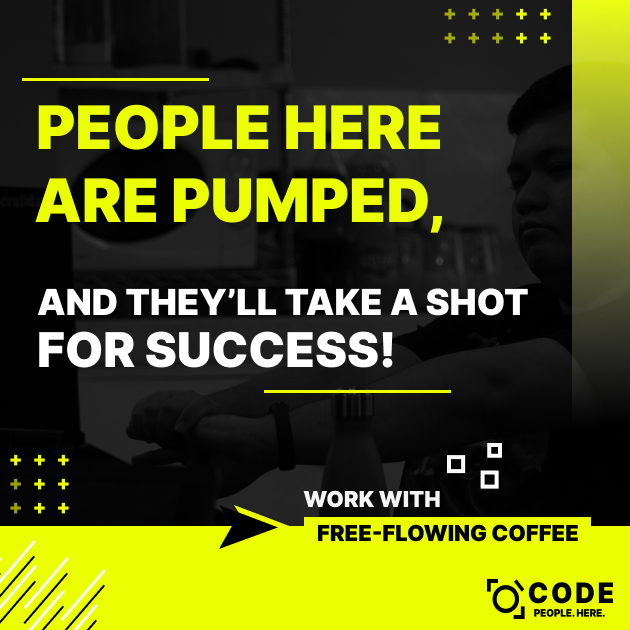 PEOPLE HERE
ARE PUMPED,
AND THEY'LL TAKE A SHOT
FOR SUCCESS!
WORK WITH
FREE-FLOWING COFFEE
CODE
PEOPLE. HERE.